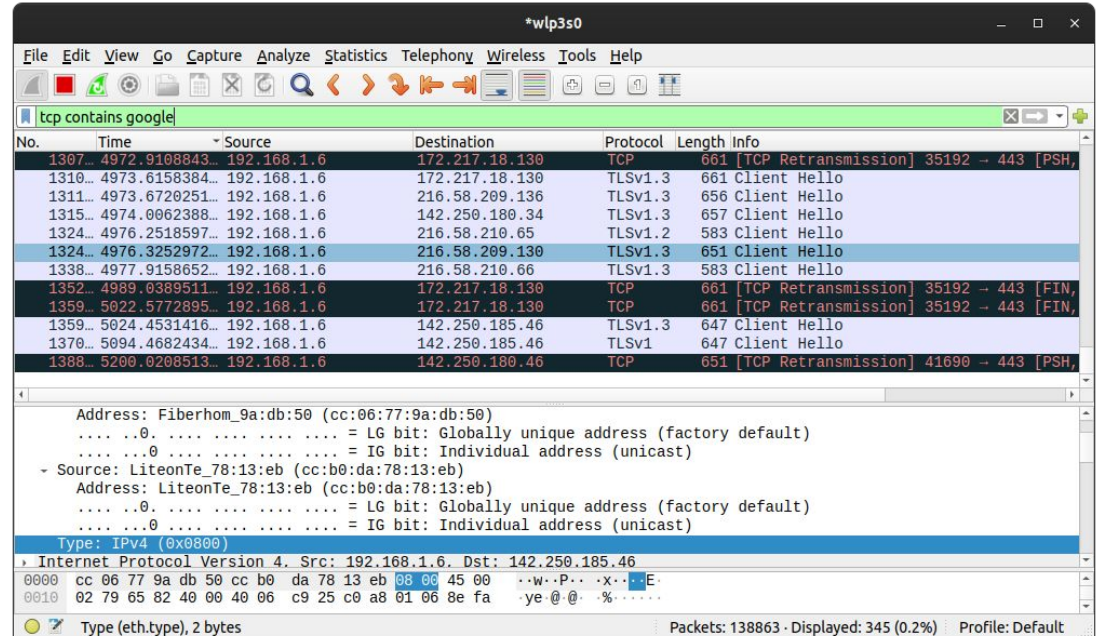 *wlp3s0
File Edit View Go Capture Analyze Statistics Telephony Wireless Tools Help
tcp contains google
No. Time Source Destination Protocol Length Info
1307… 4972.9108843… 192.168.1.6 172.217.18.130 TCP 661 [TCP Retransmission] 35192 → 443 [PSH,
1310… 4973.6158384… 192.168.1.6 172.217.18.130 TLSv1.3 661 Client Hello
1311… 4973.6720251… 192.168.1.6 216.58.209.136 TLSv1.3 656 Client Hello
1315… 4974.0062388… 192.168.1.6 142.250.180.34 TLSv1.3 657 Client Hello
1324… 4976.2518597… 192.168.1.6 216.58.210.65 TLSv1.2 583 Client Hello
1324… 4976.3252972… 192.168.1.6 216.58.209.130 TLSv1.3 651 Client Hello
1338… 4977.9158652… 192.168.1.6 216.58.210.66 TLSv1.3 583 Client Hello
1352… 4989.0389511… 192.168.1.6 172.217.18.130 TCP 661 [TCP Retransmission] 35192 → 443 [FIN,
1359… 5022.5772895… 192.168.1.6 172.217.18.130 TCP 661 [TCP Retransmission] 35192 → 443 [FIN,
1359… 5024.4531416… 192.168.1.6 142.250.185.46 TLSv1.3 647 Client Hello
1370… 5094.4682434… 192.168.1.6 142.250.185.46 TLSv1 647 Client Hello
1388… 5200.0208513… 192.168.1.6 142.250.180.46 TCP 651 [TCP Retransmission] 41690 → 443 [PSH,
Address: Fiberhom_9a:db:50 (cc:06:77:9a:db:50)
.... ..0. .... .... .... .... = LG bit: Globally unique address (factory default)
.... ...0 .... .... .... .... = IG bit: Individual address (unicast)
Source: LiteonTe_78:13:eb (cc:b0:da:78:13:eb)
Address: LiteonTe_78:13:eb (cc:b0:da:78:13:eb)
.... ..0. .... .... .... .... = LG bit: Globally unique address (factory default)
.... ...0 .... .... .... .... = IG bit: Individual address (unicast)
Type: IPv4 (0x0800)
Internet Protocol Version 4, Src: 192.168.1.6, Dst: 142.250.185.46
0000 cc 06 77 9a db 50 cc b0 da 78 13 eb 08 00 45 00 ··w··P·· ·x····E·
0010 02 79 65 82 40 00 40 06 c9 25 c0 a8 01 06 8e fa ·ye·@·@· ·%······
Type (eth.type), 2 bytes Packets: 138863 · Displayed: 345 (0.2%) Profile: Default